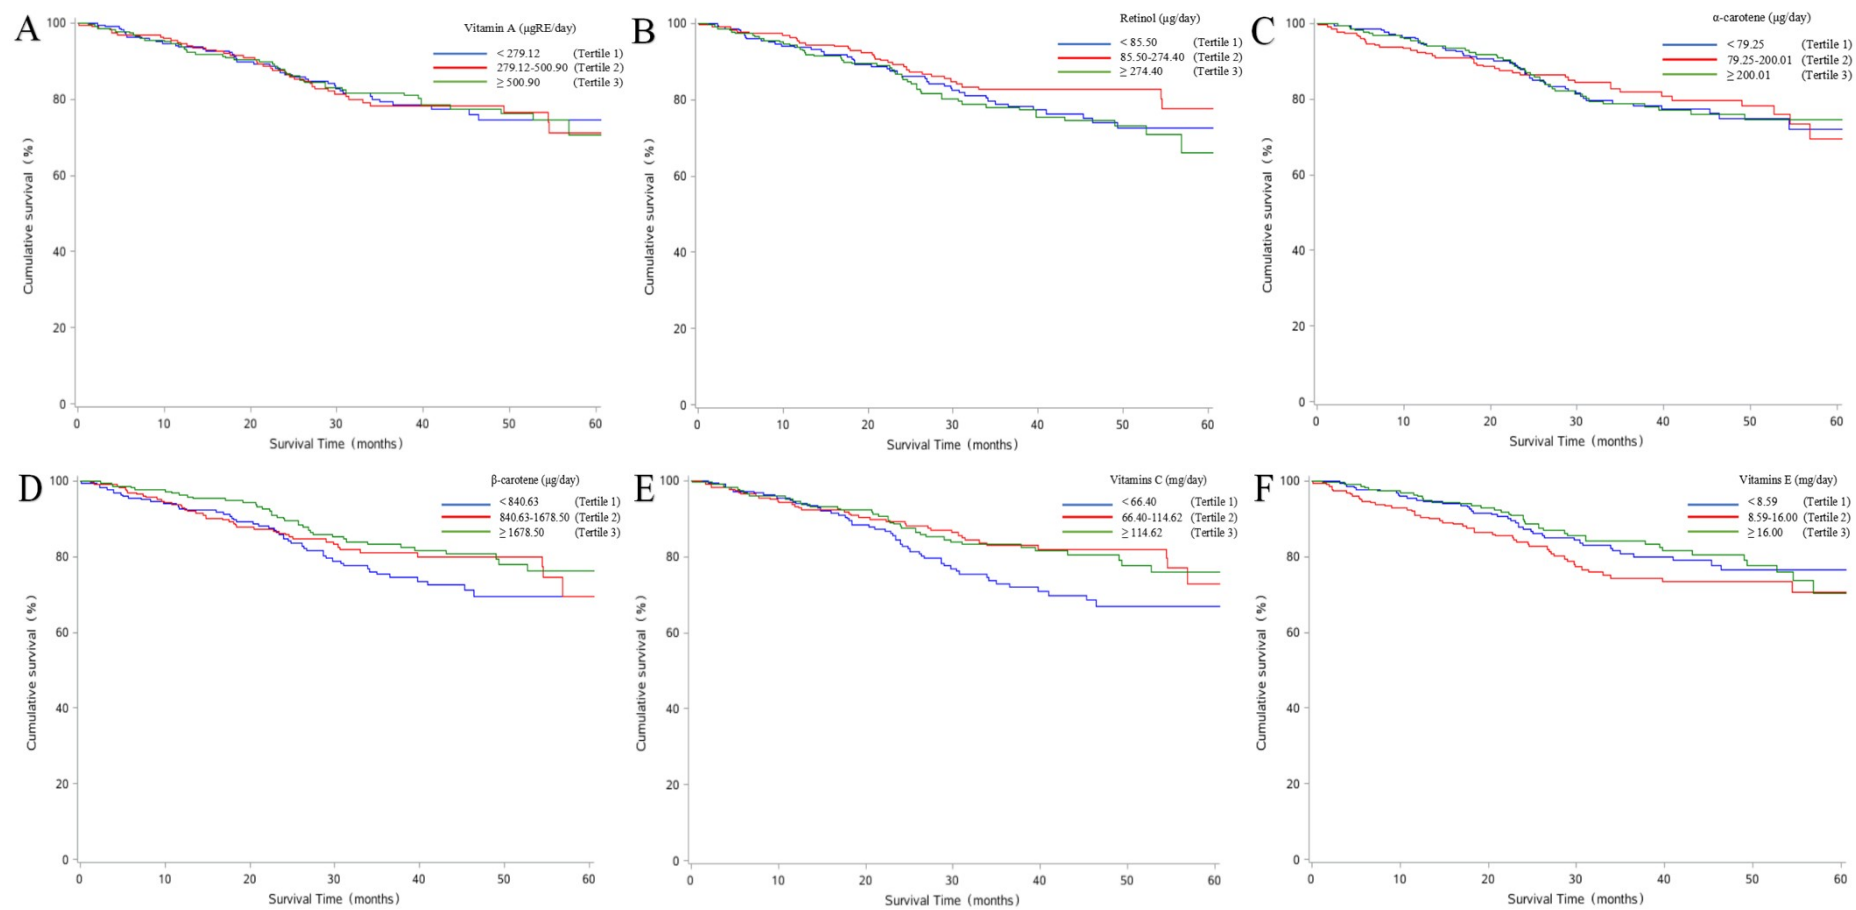 A
Vitamin A (µgRE/day)
< 279.12 (Tertile 1)
279.12-500.90 (Tertile 2)
≥ 500.90 (Tertile 3)
Cumulative survival (%)
100
80
60
40
20
0
0 10 20 30 40 50 60
Survival Time (months)
B
Retinol (µg/day)
< 85.50 (Tertile 1)
85.50-274.40 (Tertile 2)
≥ 274.40 (Tertile 3)
Cumulative survival (%)
100
80
60
40
20
0
0 10 20 30 40 50 60
Survival Time (months)
C
α-carotene (µg/day)
< 79.25 (Tertile 1)
79.25-200.01 (Tertile 2)
≥ 200.01 (Tertile 3)
Cumulative survival (%)
100
80
60
40
20
0
0 10 20 30 40 50 60
Survival Time (months)
D
β-carotene (µg/day)
< 840.63 (Tertile 1)
840.63-1678.50 (Tertile 2)
≥ 1678.50 (Tertile 3)
Cumulative survival (%)
100
80
60
40
20
0
0 10 20 30 40 50 60
Survival Time (months)
E
Vitamins C (mg/day)
< 66.40 (Tertile 1)
66.40-114.62 (Tertile 2)
≥ 114.62 (Tertile 3)
Cumulative survival (%)
100
80
60
40
20
0
0 10 20 30 40 50 60
Survival Time (months)
F
Vitamins E (mg/day)
< 8.59 (Tertile 1)
8.59-16.00 (Tertile 2)
≥ 16.00 (Tertile 3)
Cumulative survival (%)
100
80
60
40
20
0
0 10 20 30 40 50 60
Survival Time (months)